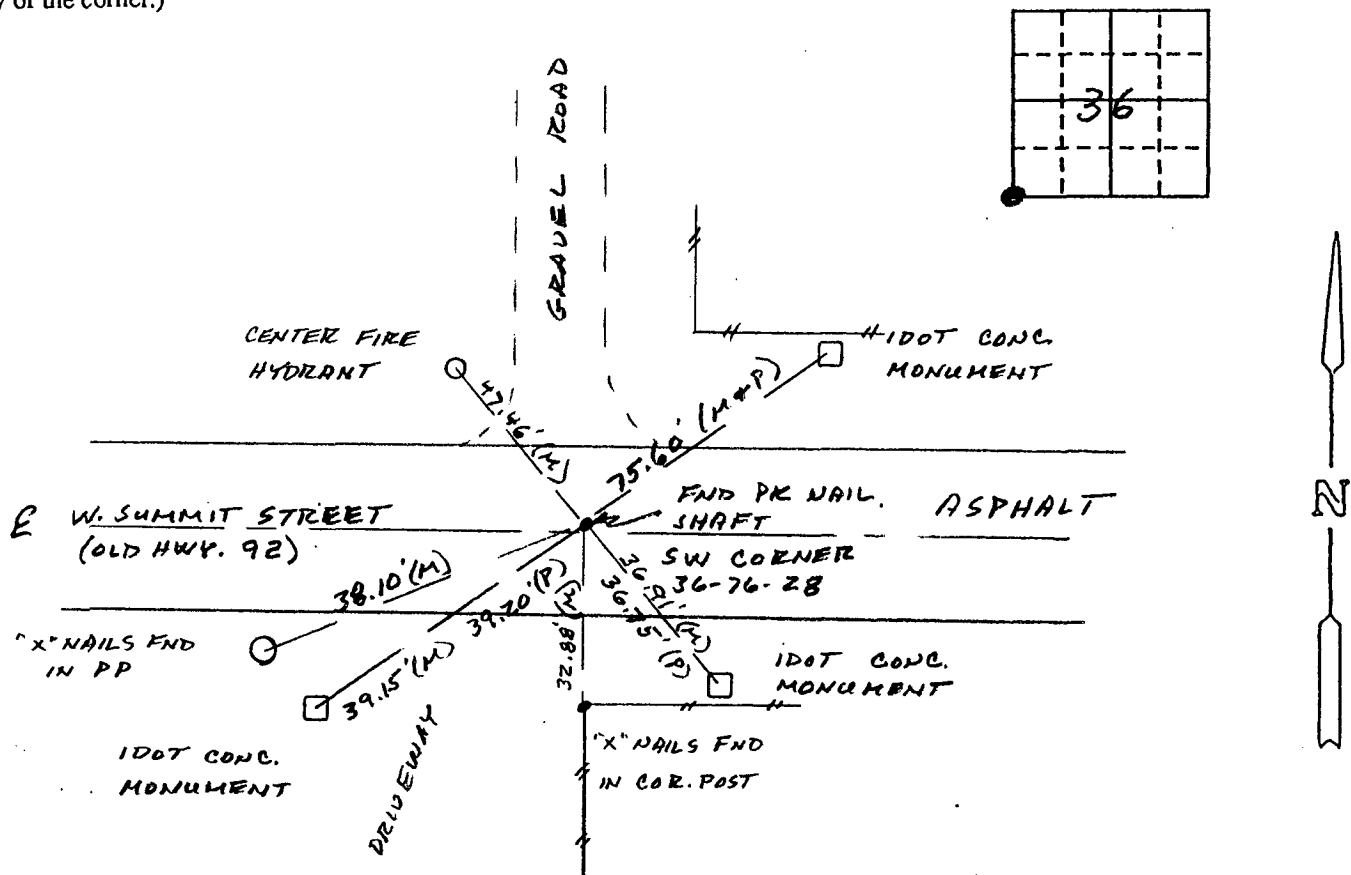 y of the corner.)
36
GRAVEL ROAD
CENTER FIRE
HYDRANT
IDOT CONC.
MONUMENT
47.46' (M)
75.60' (M & P)
FND PK NAIL.
SHAFT
ASPHALT
W. SUMMIT STREET
(OLD HWY. 92)
SW CORNER
36-76-28
38.10' (M)
39.20' (P)
39.15' (M)
32.88' (M)
36.91' (M)
36.75' (P)
"X" NAILS FND
IN PP
IDOT CONC.
MONUMENT
IDOT CONC.
MONUMENT
DRIVEWAY
"X" NAILS FND
IN COR. POST
N